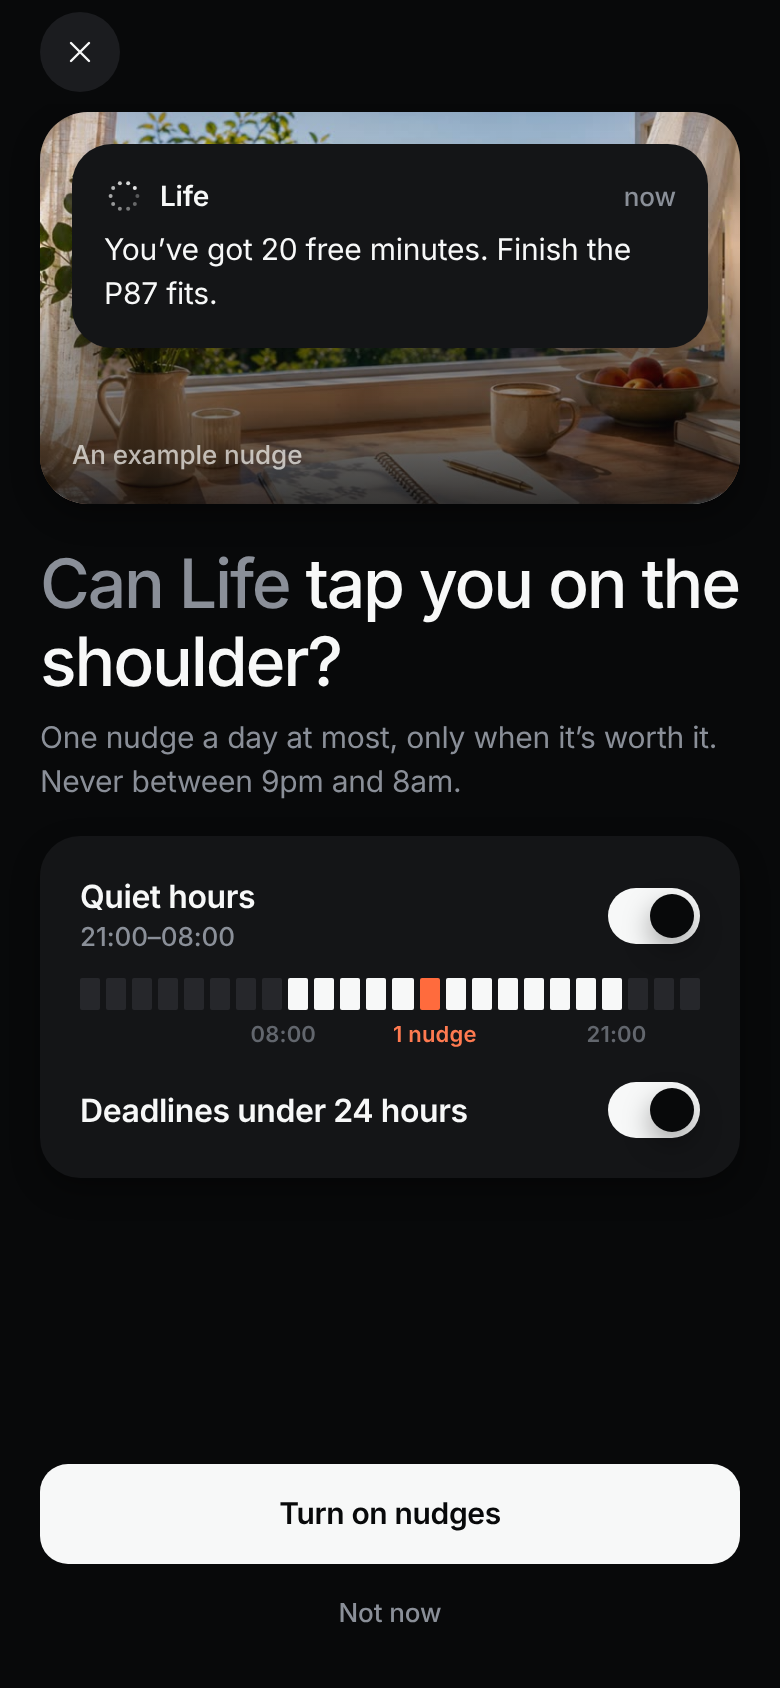 Life
now
You’ve got 20 free minutes. Finish the
P87 fits.
An example nudge
Can Life tap you on the
shoulder?
One nudge a day at most, only when it’s worth it.
Never between 9pm and 8am.
Quiet hours
21:00–08:00
08:00
1 nudge
21:00
Deadlines under 24 hours
Turn on nudges
Not now